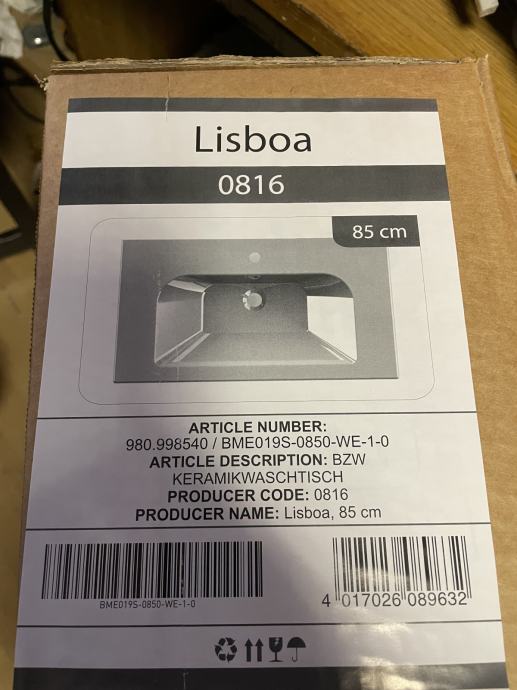 Lisboa
0816
85 cm
ARTICLE NUMBER:
980.998540 / BME019S-0850-WE-1-0
ARTICLE DESCRIPTION: BZW
KERAMIKWASCHTISCH
PRODUCER CODE: 0816
PRODUCER NAME: Lisboa, 85 cm
BME019S-0850-WE-1-0
4 017026 089632